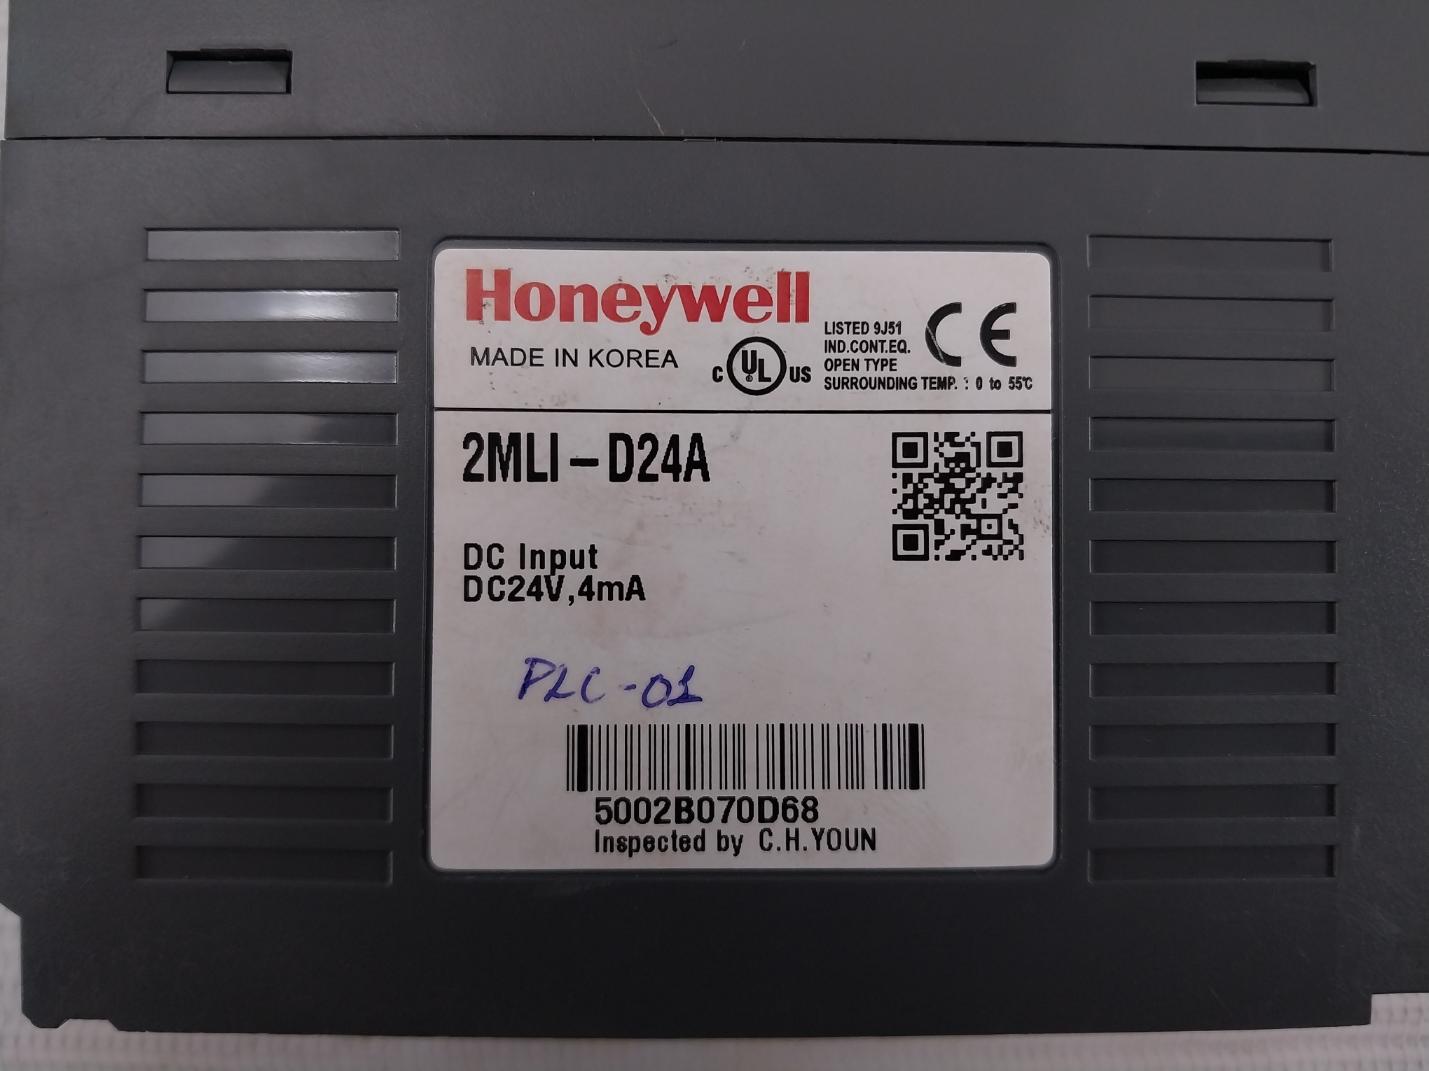 Honeywell
MADE IN KOREA
C UL US
LISTED 9J51
IND.CONT.EQ.
OPEN TYPE
SURROUNDING TEMP. : 0 to 55℃
CE
2MLI-D24A
DC Input
DC24V,4mA
PLC-01
5002B070D68
Inspected by C.H.YOUN